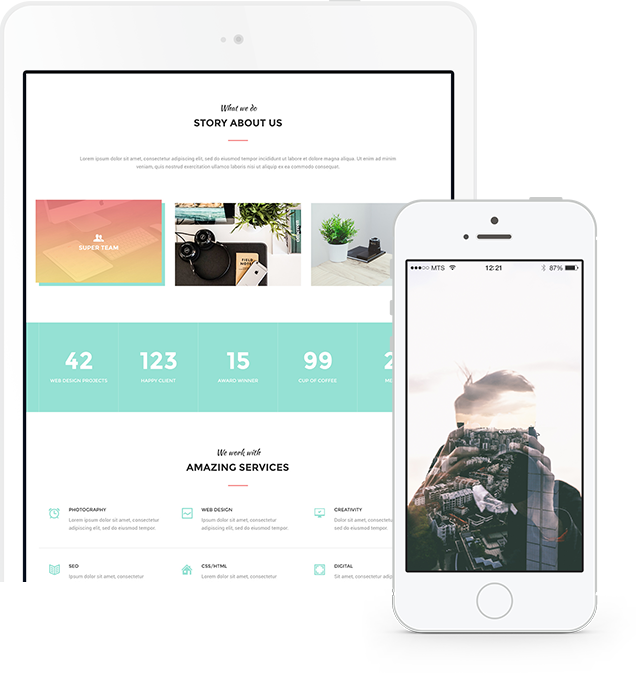 What we do
STORY ABOUT US
Lorem ipsum dolor sit amet, consectetur adipiscing elit, sed do eiusmod tempor incididunt ut labore et dolore magna aliqua. Ut enim ad minim
veniam, quis nostrud exercitation ullamco laboris nisi ut aliquip ex ea commodo consequat.
SUPER TEAM
FIELD NOTES
42
123
15
99
2
WEB DESIGN PROJECTS
HAPPY CLIENT
AWARD WINNER
CUP OF COFFEE
ME
We work with
AMAZING SERVICES
PHOTOGRAPHY
Lorem ipsum dolor sit amet, consectetur
adipiscing elit, sed do eiusmod tempor.
WEB DESIGN
Ipsum dolor sit amet, consectetur
adipiscing elit, sed do eiusmod tempor.
CREATIVITY
Dolor sit amet, consectetur
adipiscing elit, sed do
SEO
Ipsum dolor sit amet, consectetur
CSS/HTML
Lorem dolor sit amet, consectetur
DIGITAL
Sit amet, consectetur adipiscing
MTS
12:21
87%